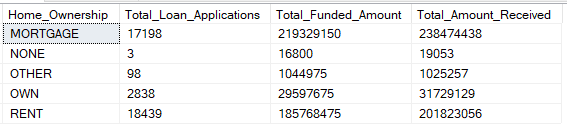 Home_Ownership Total_Loan_Applications Total_Funded_Amount Total_Amount_Received
MORTGAGE 17198 219329150 238474438
NONE 3 16800 19053
OTHER 98 1044975 1025257
OWN 2838 29597675 31729129
RENT 18439 185768475 201823056